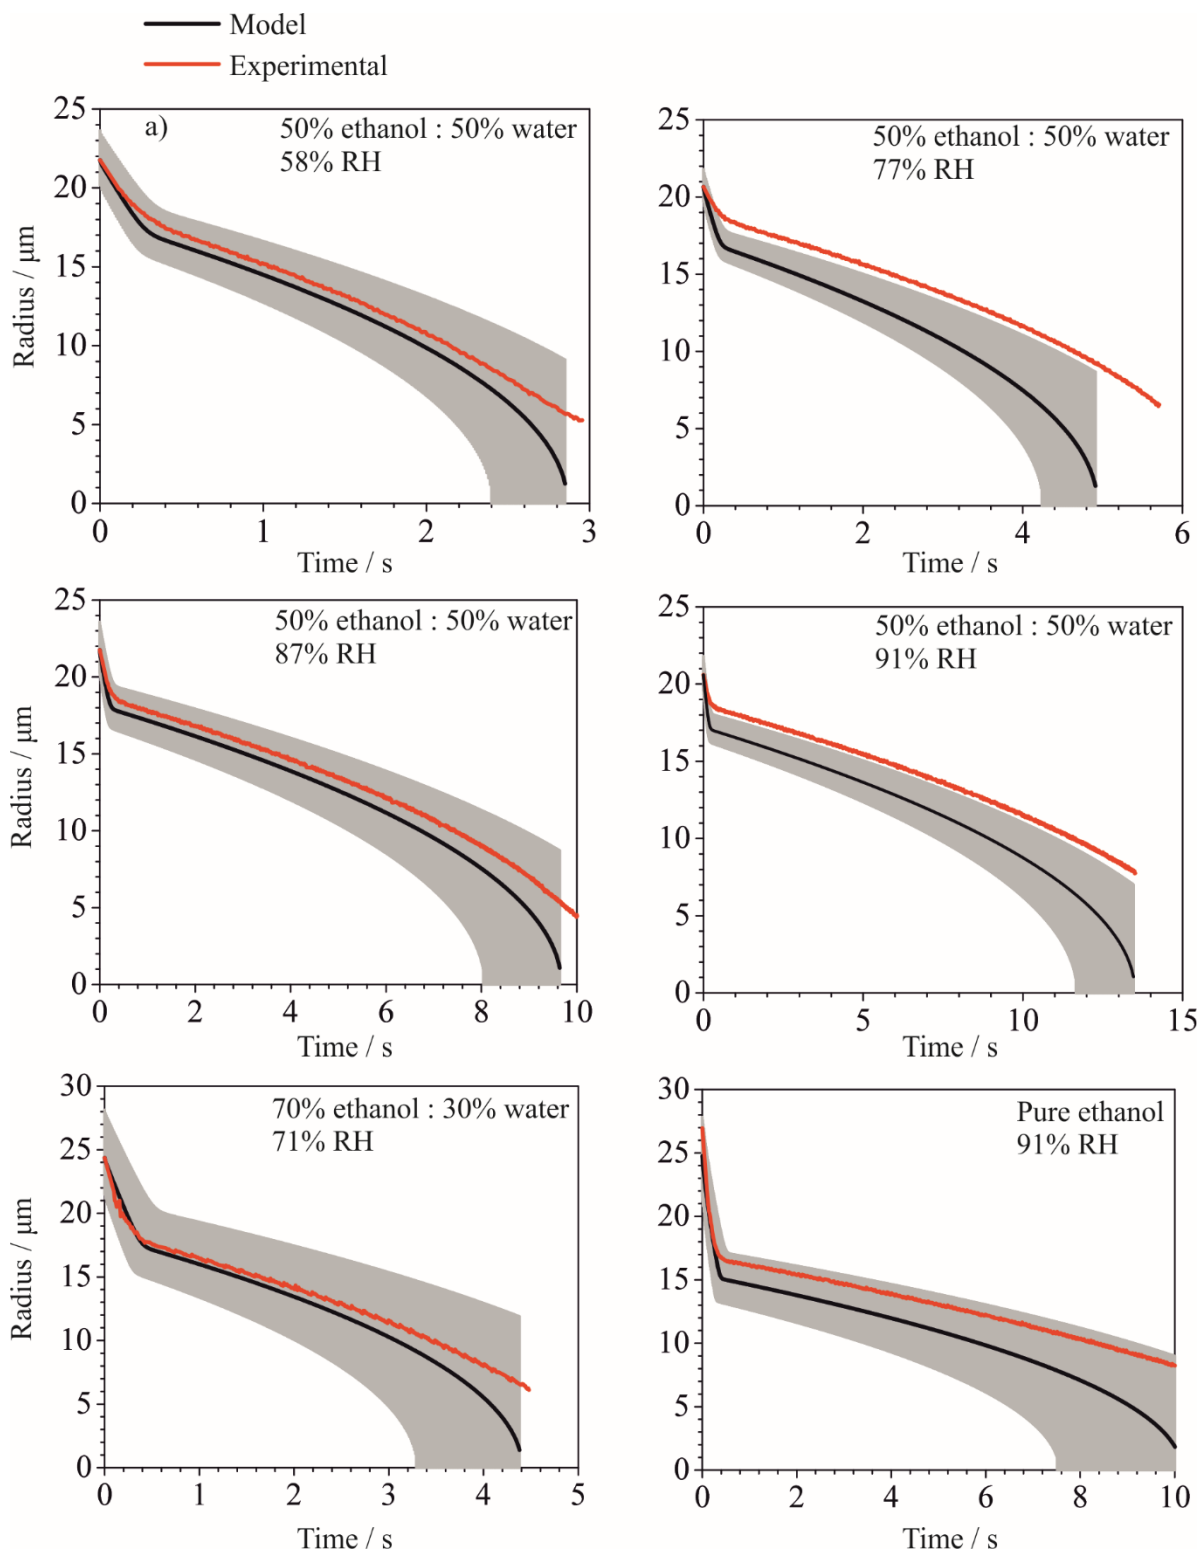 Model
Experimental
a)
50% ethanol : 50% water
58% RH
25
20
15
10
5
0
Radius / μm
0 1 2 3
Time / s
50% ethanol : 50% water
77% RH
25
20
15
10
5
0
0 2 4 6
Time / s
50% ethanol : 50% water
87% RH
25
20
15
10
5
0
Radius / μm
0 2 4 6 8 10
Time / s
50% ethanol : 50% water
91% RH
25
20
15
10
5
0
0 5 10 15
Time / s
70% ethanol : 30% water
71% RH
30
25
20
15
10
5
0
Radius / μm
0 1 2 3 4 5
Time / s
Pure ethanol
91% RH
30
25
20
15
10
5
0
0 2 4 6 8 10
Time / s